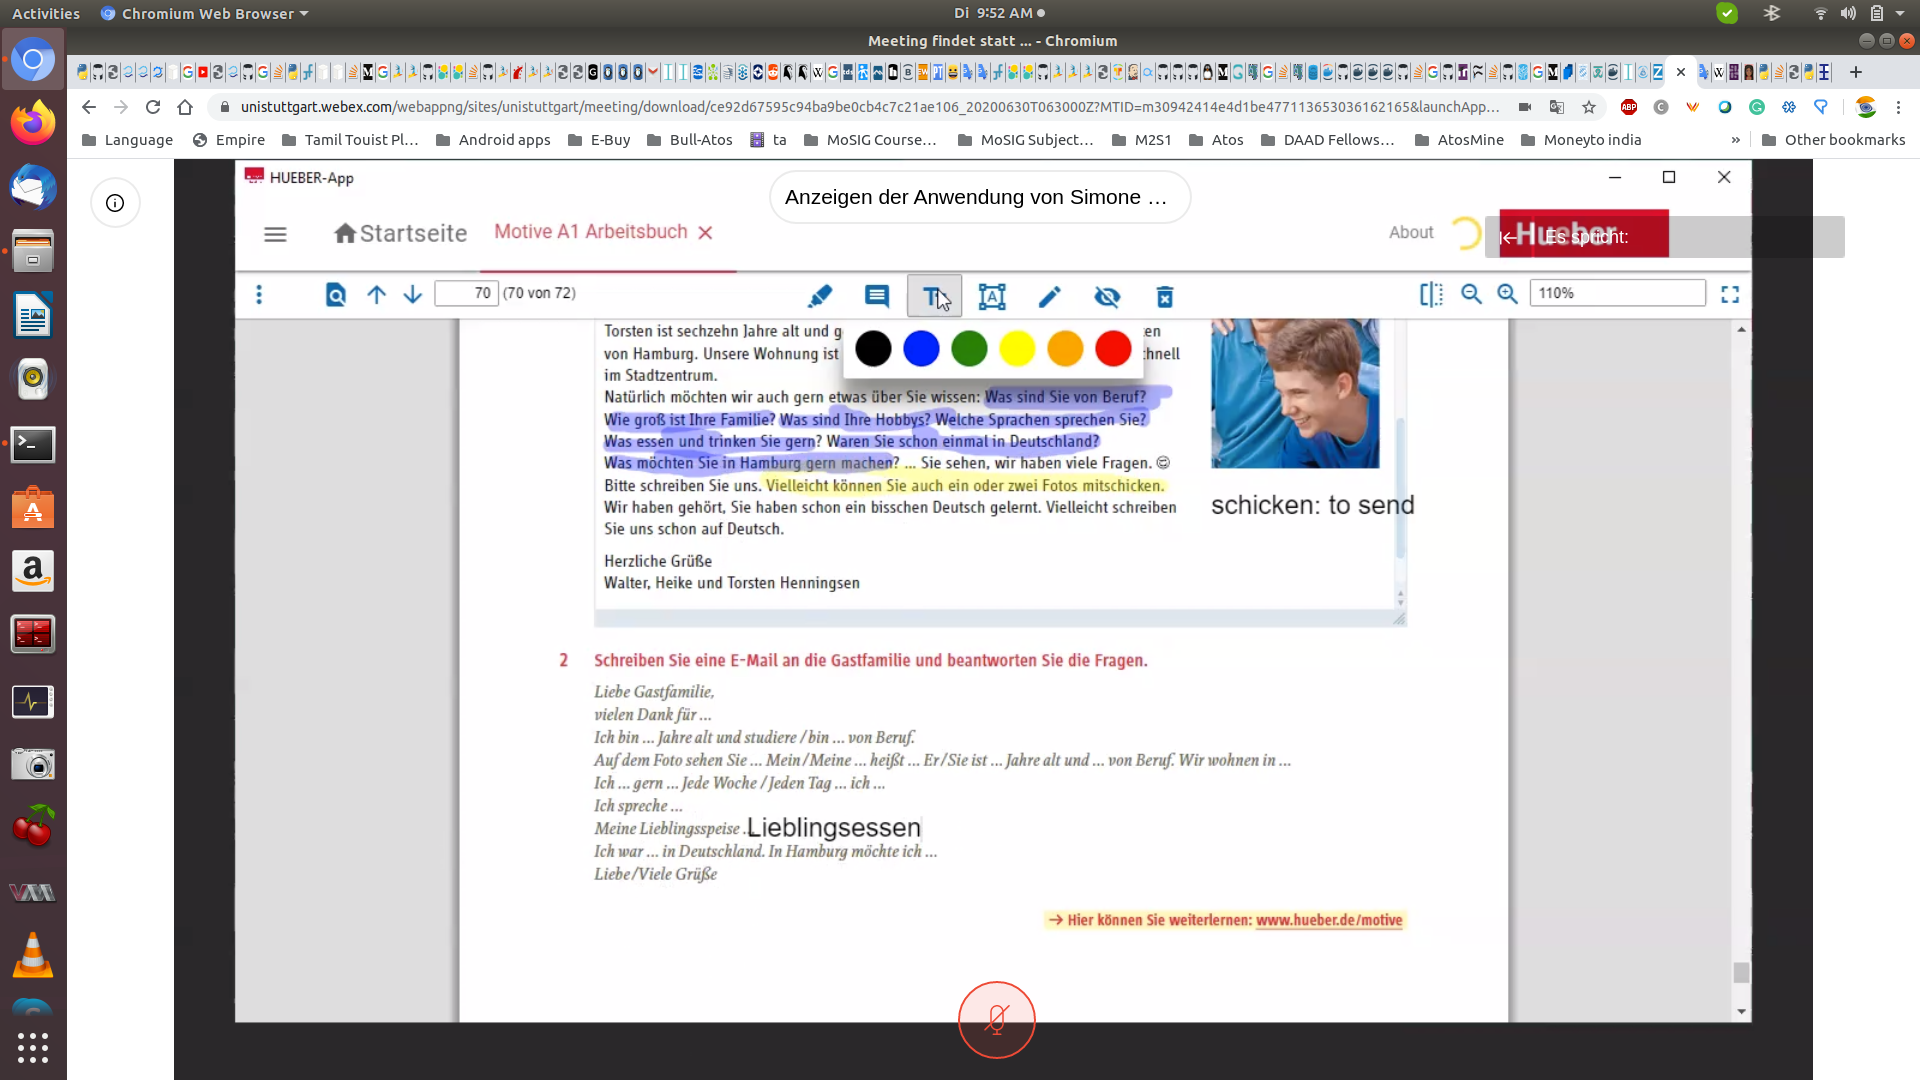 Activities
Chromium Web Browser
Di 9:52 AM
Meeting findet statt ... - Chromium
unistuttgart.webex.com/webappng/sites/unistuttgart/meeting/download/ce92d67595c94ba9be0cb4c7c21ae106_20200630T063000Z?MTID=m30942414e4d1be477113653036162165&launchApp...
Language
Empire
Tamil Touist Pl...
Android apps
E-Buy
Bull-Atos
ta
MoSIG Course...
MoSIG Subject...
M2S1
Atos
DAAD Fellows...
AtosMine
Moneyto india
»
Other bookmarks
HUEBER-App
Anzeigen der Anwendung von Simone ...
Startseite
Motive A1 Arbeitsbuch
About
Hueber
Es spricht:
70 (70 von 72)
110%
Torsten ist sechzehn Jahre alt und g
en
von Hamburg. Unsere Wohnung ist
chnell
im Stadtzentrum.
Natürlich möchten wir auch gern etwas über Sie wissen: Was sind Sie von Beruf?
Wie groß ist Ihre Familie? Was sind Ihre Hobbys? Welche Sprachen sprechen Sie?
Was essen und trinken Sie gern? Waren Sie schon einmal in Deutschland?
Was möchten Sie in Hamburg gern machen? ... Sie sehen, wir haben viele Fragen. ☺
Bitte schreiben Sie uns. Vielleicht können Sie auch ein oder zwei Fotos mitschicken.
Wir haben gehört, Sie haben schon ein bisschen Deutsch gelernt. Vielleicht schreiben
Sie uns schon auf Deutsch.
schicken: to send
Herzliche Grüße
Walter, Heike und Torsten Henningsen
2 Schreiben Sie eine E-Mail an die Gastfamilie und beantworten Sie die Fragen.
Liebe Gastfamilie,
vielen Dank für ...
Ich bin ... Jahre alt und studiere / bin ... von Beruf.
Auf dem Foto sehen Sie ... Mein / Meine ... heißt ... Er / Sie ist ... Jahre alt und ... von Beruf. Wir wohnen in ...
Ich ... gern ... Jede Woche / Jeden Tag ... ich ...
Ich spreche ...
Meine Lieblingsspeise ... Lieblingsessen
Ich war ... in Deutschland. In Hamburg möchte ich ...
Liebe/Viele Grüße
→ Hier können Sie weiterlernen: www.hueber.de/motive